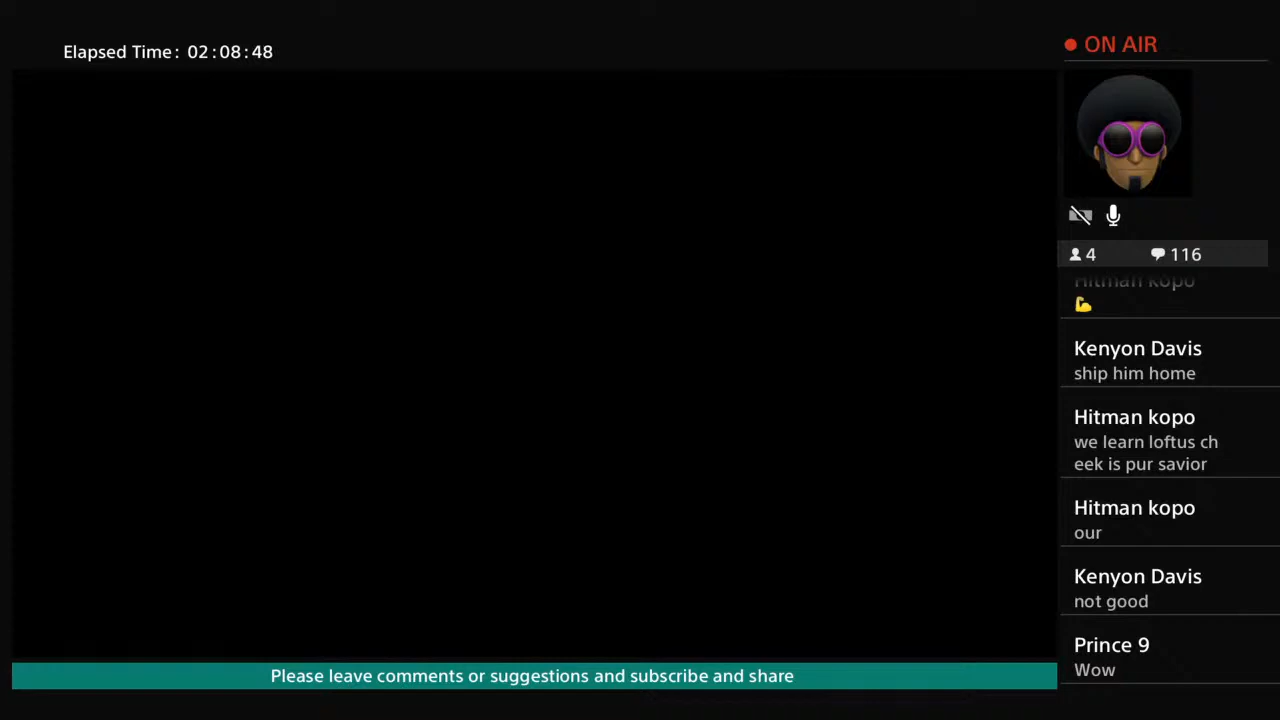 Elapsed Time: 02:08:48
ON AIR
4
116
Hitman kopo
💪
Kenyon Davis
ship him home
Hitman kopo
we learn loftus ch
eek is pur savior
Hitman kopo
our
Kenyon Davis
not good
Prince 9
Wow
Please leave comments or suggestions and subscribe and share